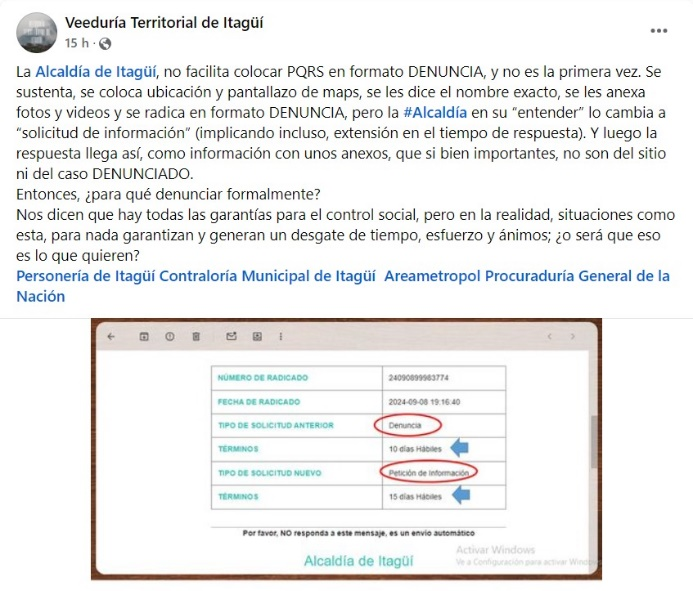 Veeduría Territorial de Itagüí
15 h ·
La Alcaldía de Itagüí, no facilita colocar PQRS en formato DENUNCIA, y no es la primera vez. Se
sustenta, se coloca ubicación y pantallazo de maps, se les dice el nombre exacto, se les anexa
fotos y videos y se radica en formato DENUNCIA, pero la #Alcaldía en su "entender" lo cambia a
"solicitud de información" (implicando incluso, extensión en el tiempo de respuesta). Y luego la
respuesta llega así, como información con unos anexos, que si bien importantes, no son del sitio
ni del caso DENUNCIADO.
Entonces, ¿para qué denunciar formalmente?
Nos dicen que hay todas las garantías para el control social, pero en la realidad, situaciones como
esta, para nada garantizan y generan un desgate de tiempo, esfuerzo y ánimos; ¿o será que eso
es lo que quieren?
Personería de Itagüí Contraloría Municipal de Itagüí Areametropol Procuraduría General de la
Nación
NÚMERO DE RADICADO 24090899983774
FECHA DE RADICADO 2024-09-08 19:16:40
TIPO DE SOLICITUD ANTERIOR Denuncia
TÉRMINOS 10 días Hábiles
TIPO DE SOLICITUD NUEVO Petición de Información
TÉRMINOS 15 días Hábiles
Por favor, NO responda a este mensaje, es un envío automático
Alcaldía de Itagüí
Activar Windows
Ve a Configuración para activar Windo